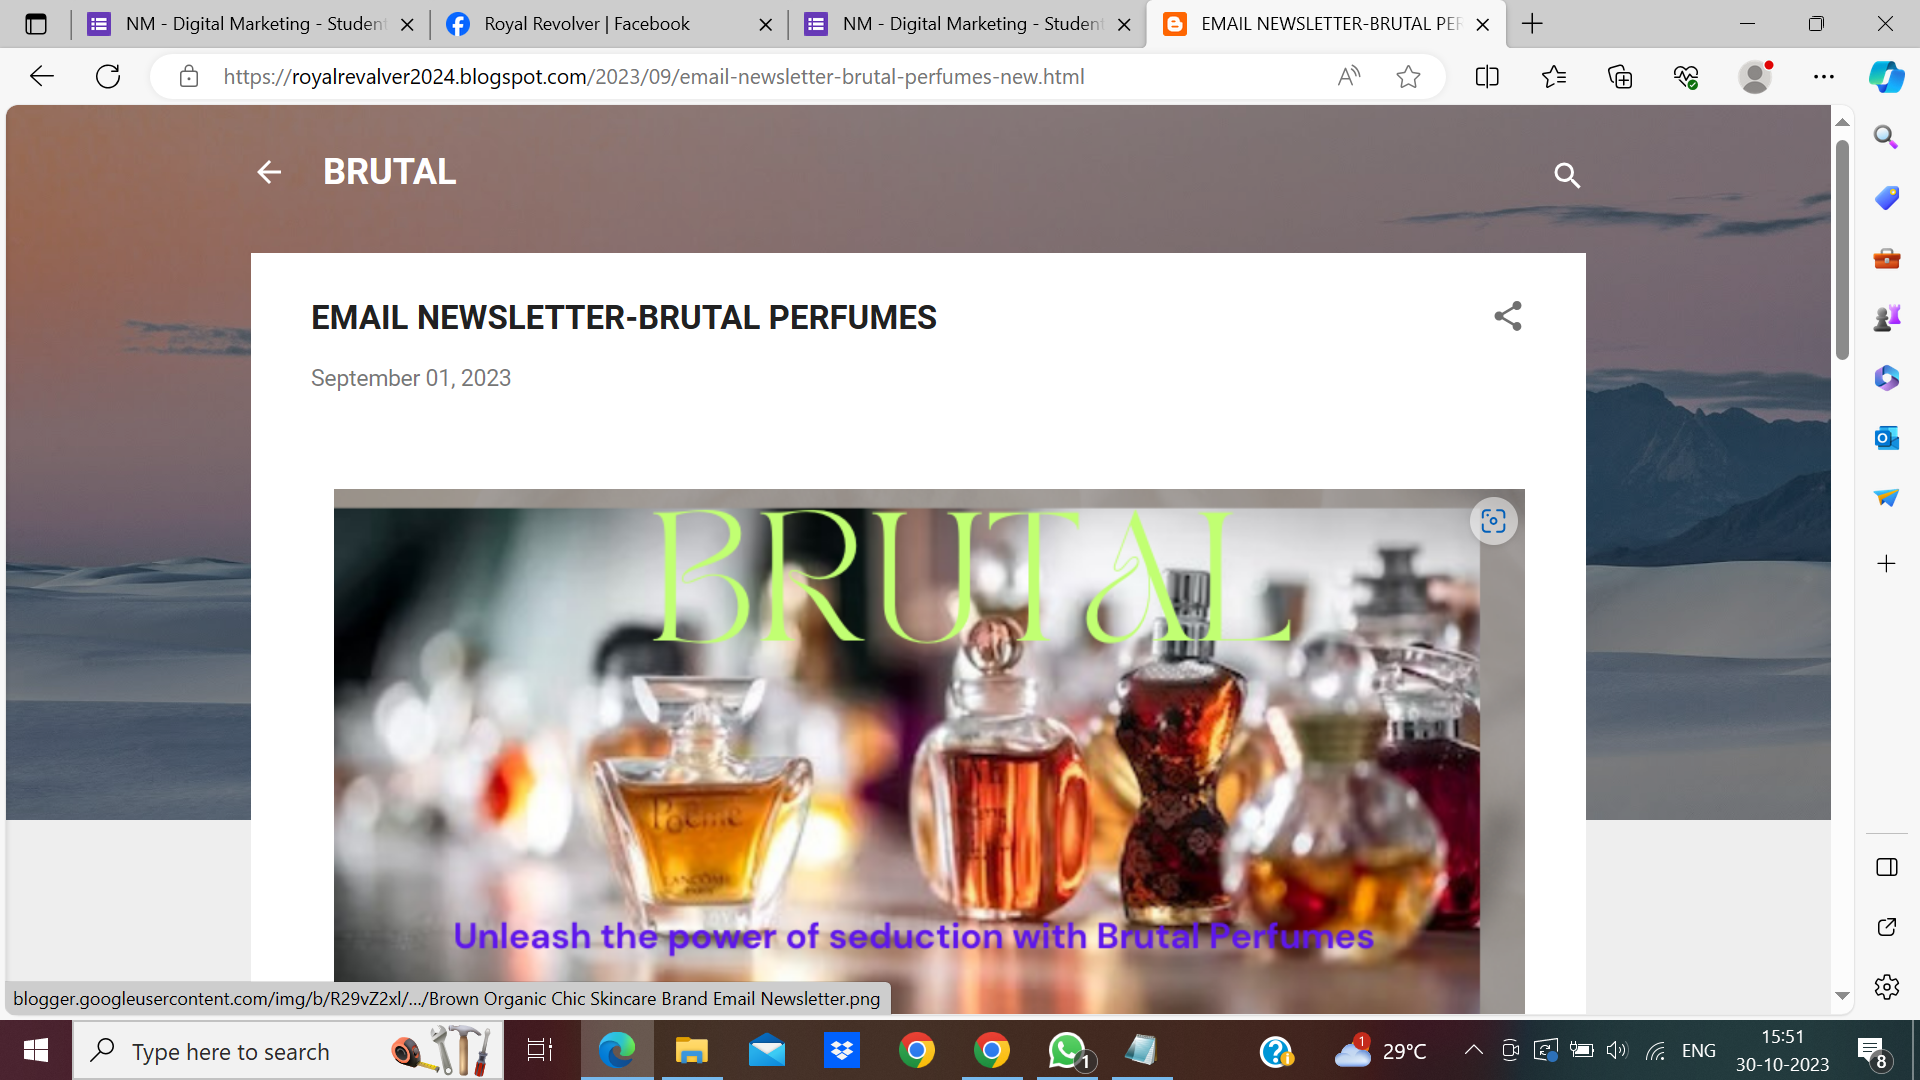 NM - Digital Marketing - Student
Royal Revolver | Facebook
NM - Digital Marketing - Student
EMAIL NEWSLETTER-BRUTAL PER
https://royalrevalver2024.blogspot.com/2023/09/email-newsletter-brutal-perfumes-new.html
BRUTAL
EMAIL NEWSLETTER-BRUTAL PERFUMES
September 01, 2023
BRUTAL
Poême
LANCÔME
PARIS
Unleash the power of seduction with Brutal Perfumes
blogger.googleusercontent.com/img/b/R29vZ2xl/.../Brown Organic Chic Skincare Brand Email Newsletter.png
Type here to search
1
1
29°C
ENG
15:51
30-10-2023
8